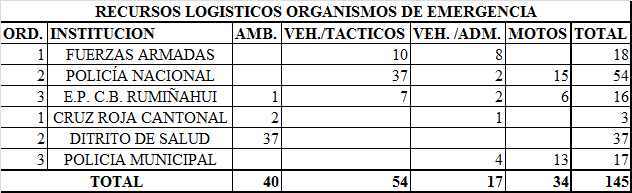 RECURSOS LOGISTICOS ORGANISMOS DE EMERGENCIA
ORD. INSTITUCION AMB. VEH./TACTICOS VEH. /ADM. MOTOS TOTAL
1 FUERZAS ARMADAS 10 8 18
2 POLICÍA NACIONAL 37 2 15 54
3 E.P. C.B. RUMIÑAHUI 1 7 2 6 16
1 CRUZ ROJA CANTONAL 2 1 3
2 DITRITO DE SALUD 37 37
3 POLICIA MUNICIPAL 4 13 17
TOTAL 40 54 17 34 145